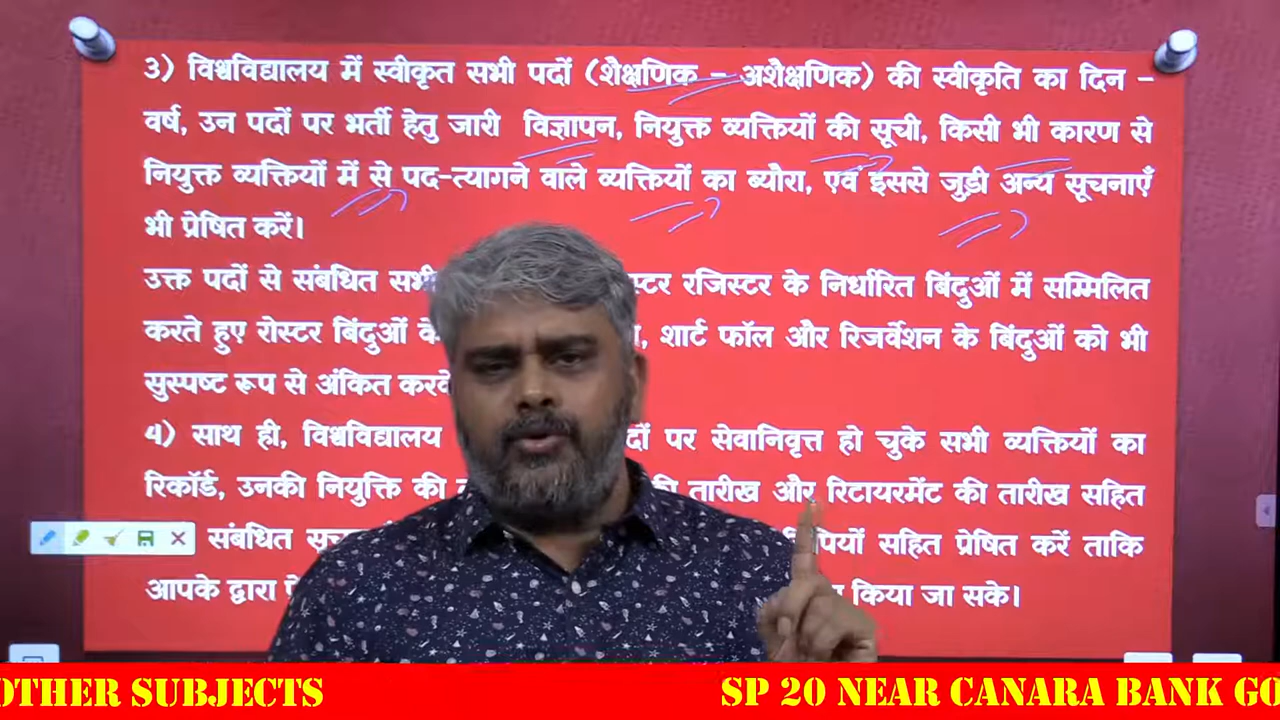 3) विश्वविद्यालय में स्वीकृत सभी पदों (शैक्षणिक – अशैक्षणिक) की स्वीकृति का दिन –
वर्ष, उन पदों पर भर्ती हेतु जारी विज्ञापन, नियुक्त व्यक्तियों की सूची, किसी भी कारण से
नियुक्त व्यक्तियों में से पद-त्यागने वाले व्यक्तियों का ब्योरा, एवं इससे जुड़ी अन्य सूचनाएँ
भी प्रेषित करें।
उक्त पदों से संबधित रजिस्टर के निर्धारित बिंदुओं में सम्मिलित
करते हुए रोस्टर बिंदुओं शार्ट फॉल और रिजर्वेशन के बिंदुओं को भी
सुस्पष्ट रूप से अंकित
4) साथ ही, विश्वविद्यालय पर सेवानिवृत्त हो चुके सभी व्यक्तियों का
रिकॉर्ड, उनकी नियुक्ति की तारीख और रिटायरमेंट की तारीख सहित
संबधित सहित प्रेषित करें ताकि
आपके द्वारा किया जा सके।
OTHER SUBJECTS SP 20 NEAR CANARA BANK GO